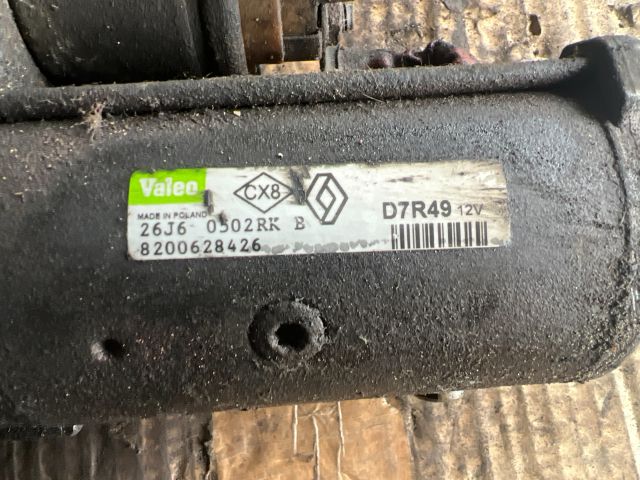 Valeo CX8 D7R49 12V
MADE IN POLAND
26J6 0502RK B
8200628426